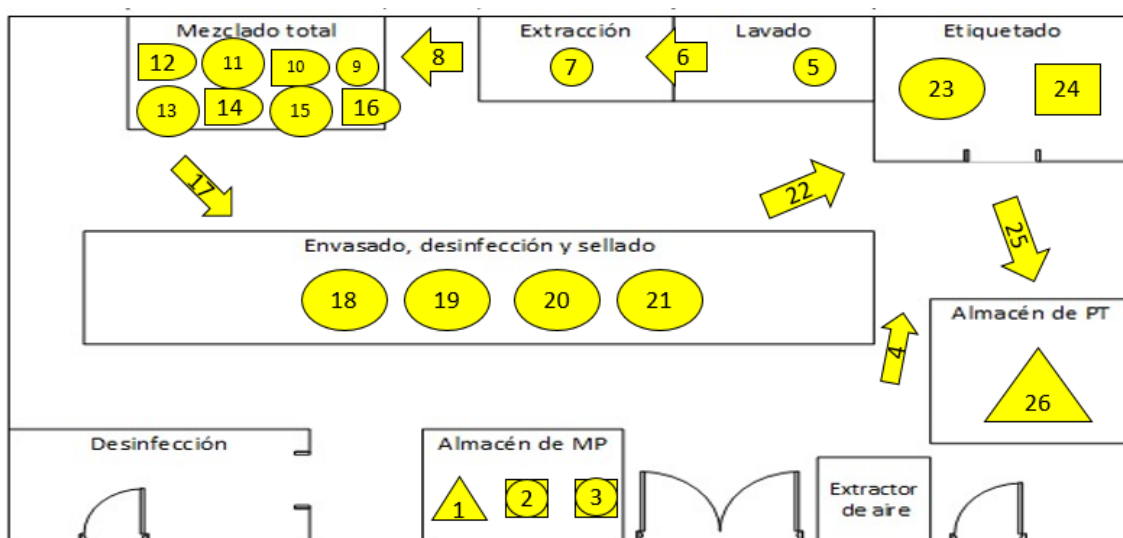 Mezclado total
Extracción
Lavado
Etiquetado
12 11 10 9
8
7
6
5
23
24
13 14 15 16
17
22
25
Envasado, desinfección y sellado
18 19 20 21
4
Almacén de PT
26
Desinfección
Almacén de MP
1 2 3
Extractor
de aire